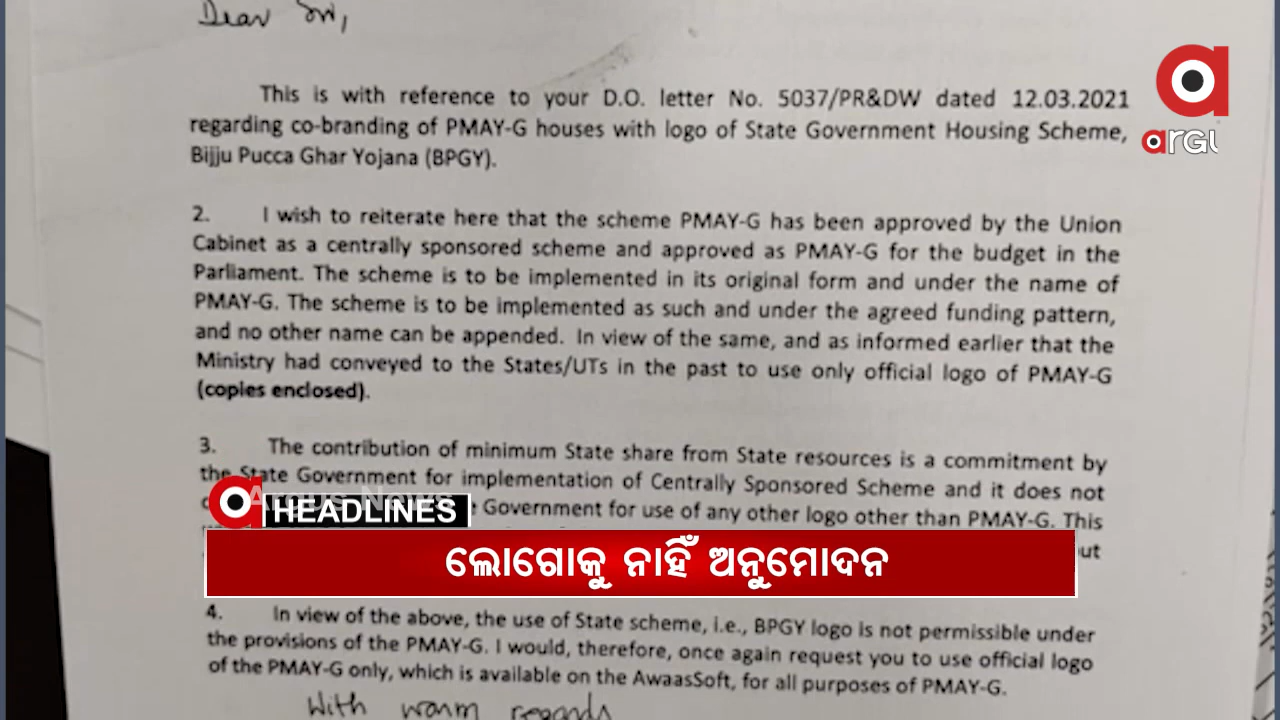 Dear Sri,
This is with reference to your D.O. letter No. 5037/PR&DW dated 12.03.2021
regarding co-branding of PMAY-G houses with logo of State Government Housing Scheme,
Bijju Pucca Ghar Yojana (BPGY).
2. I wish to reiterate here that the scheme PMAY-G has been approved by the Union
Cabinet as a centrally sponsored scheme and approved as PMAY-G for the budget in the
Parliament. The scheme is to be implemented in its original form and under the name of
PMAY-G. The scheme is to be implemented as such and under the agreed funding pattern,
and no other name can be appended. In view of the same, and as informed earlier that the
Ministry had conveyed to the States/UTs in the past to use only official logo of PMAY-G
(copies enclosed).
3. The contribution of minimum State share from State resources is a commitment by
the State Government for implementation of Centrally Sponsored Scheme and it does not
Government for use of any other logo other than PMAY-G. This
Argus News
HEADLINES
ଲୋଗୋକୁ ନାହିଁ ଅନୁମୋଦନ
4. In view of the above, the use of State scheme, i.e., BPGY logo is not permissible under
the provisions of the PMAY-G. I would, therefore, once again request you to use official logo
of the PMAY-G only, which is available on the AwaasSoft, for all purposes of PMAY-G.
With warm regards